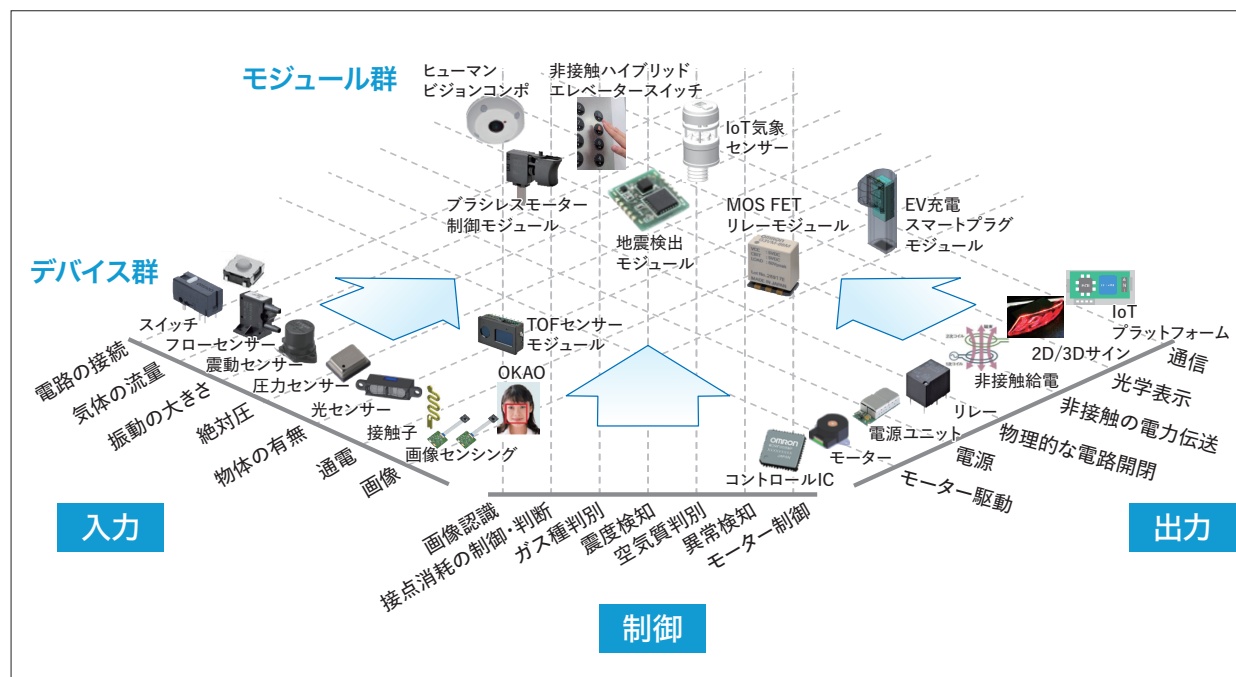 モジュール群
ヒューマン
ビジョンコンポ
非接触ハイブリッド
エレベータースイッチ
IoT気象
センサー
ブラシレスモーター
制御モジュール
地震検出
モジュール
MOS FET
リレーモジュール
EV充電
スマートプラグ
モジュール
デバイス群
スイッチ
フローセンサー
震動センサー
圧力センサー
光センサー
接触子
画像センシング
TOFセンサー
モジュール
OKAO
omron
コントロールIC
モーター
電源ユニット
リレー
非接触給電
2D/3Dサイン
IoT
プラットフォーム
電路の接続
気体の流量
振動の大きさ
絶対圧
物体の有無
通電
画像
入力
画像認識
接点消耗の制御・判断
ガス種判別
震度検知
空気質判別
異常検知
モーター制御
制御
通信
光学表示
非接触の電力伝送
物理的な電路開閉
電源
モーター駆動
出力